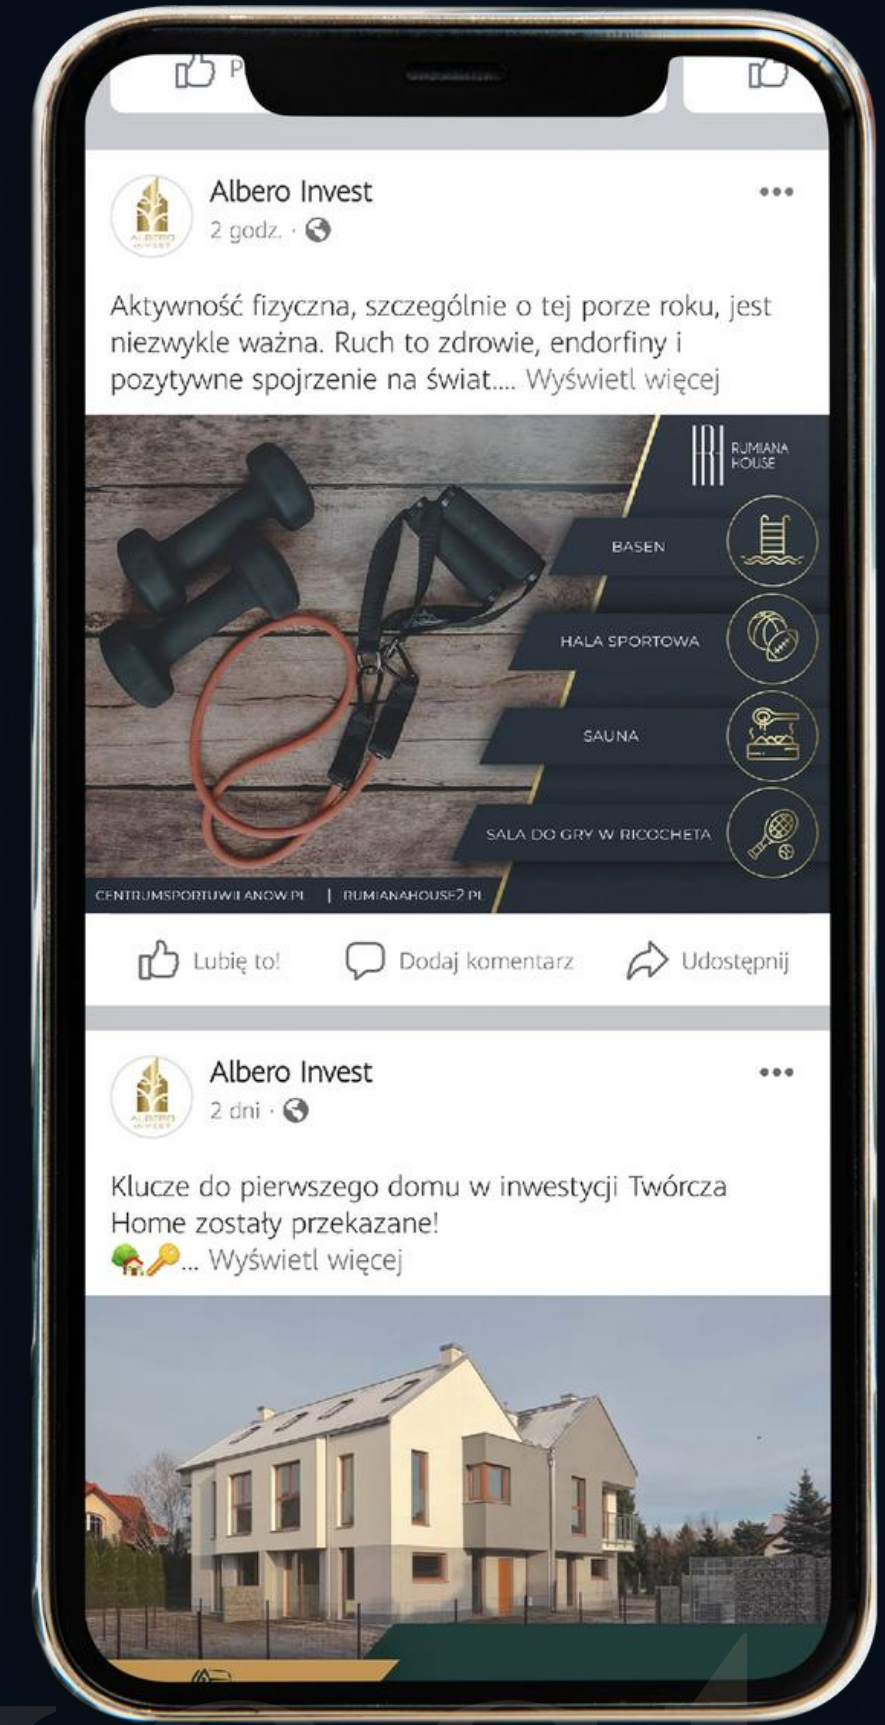 P
Albero Invest
2 godz. ·
Aktywność fizyczna, szczególnie o tej porze roku, jest
niezwykle ważna. Ruch to zdrowie, endorfiny i
pozytywne spojrzenie na świat.... Wyświetl więcej
RUMIANA
HOUSE
BASEN
HALA SPORTOWA
SAUNA
SALA DO GRY W RICOCHETA
CENTRUMSPORTUWILANOW.PL | RUMIANAHOUSE2.PL
Lubię to! Dodaj komentarz Udostępnij
ALBERO
INVEST
Albero Invest
2 dni ·
Klucze do pierwszego domu w inwestycji Twórcza
Home zostały przekazane!
🏡🔑... Wyświetl więcej